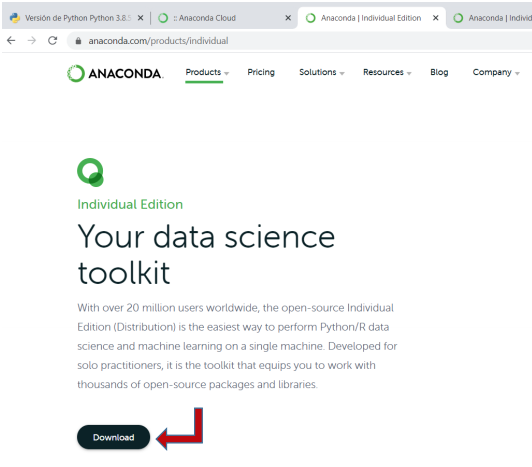 Versión de Python Python 3.8.5
:: Anaconda Cloud
Anaconda | Individual Edition
Anaconda | Individ
anaconda.com/products/individual
ANACONDA.
Products
Pricing
Solutions
Resources
Blog
Company
Individual Edition
Your data science
toolkit
With over 20 million users worldwide, the open-source Individual
Edition (Distribution) is the easiest way to perform Python/R data
science and machine learning on a single machine. Developed for
solo practitioners, it is the toolkit that equips you to work with
thousands of open-source packages and libraries.
Download